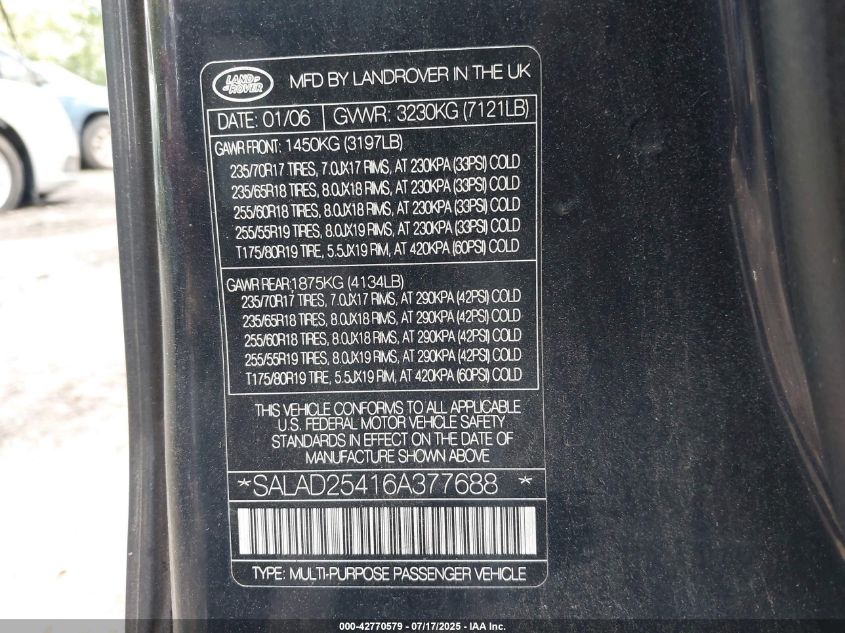 LAND-
ROVER
MFD BY LANDROVER IN THE UK
DATE: 01/06 GVWR: 3230KG (7121LB)
GAWR FRONT: 1450KG (3197LB)
235/70R17 TIRES, 7.0JX17 RIMS, AT 230KPA (33PSI) COLD
235/65R18 TIRES, 8.0JX18 RIMS, AT 230KPA (33PSI) COLD
255/60R18 TIRES, 8.0JX18 RIMS, AT 230KPA (33PSI) COLD
255/55R19 TIRES, 8.0JX19 RIMS, AT 230KPA (33PSI) COLD
T175/80R19 TIRE, 5.5JX19 RIM, AT 420KPA (60PSI) COLD
GAWR REAR: 1875KG (4134LB)
235/70R17 TIRES, 7.0JX17 RIMS, AT 290KPA (42PSI) COLD
235/65R18 TIRES, 8.0JX18 RIMS, AT 290KPA (42PSI) COLD
255/60R18 TIRES, 8.0JX18 RIMS, AT 290KPA (42PSI) COLD
255/55R19 TIRES, 8.0JX19 RIMS, AT 290KPA (42PSI) COLD
T175/80R19 TIRE, 5.5JX19 RIM, AT 420KPA (60PSI) COLD
THIS VEHICLE CONFORMS TO ALL APPLICABLE
U.S. FEDERAL MOTOR VEHICLE SAFETY
STANDARDS IN EFFECT ON THE DATE OF
MANUFACTURE SHOWN ABOVE
*SALAD25416A377688 *
TYPE: MULTI-PURPOSE PASSENGER VEHICLE
000-42770579 - 07/17/2025 - IAA Inc.